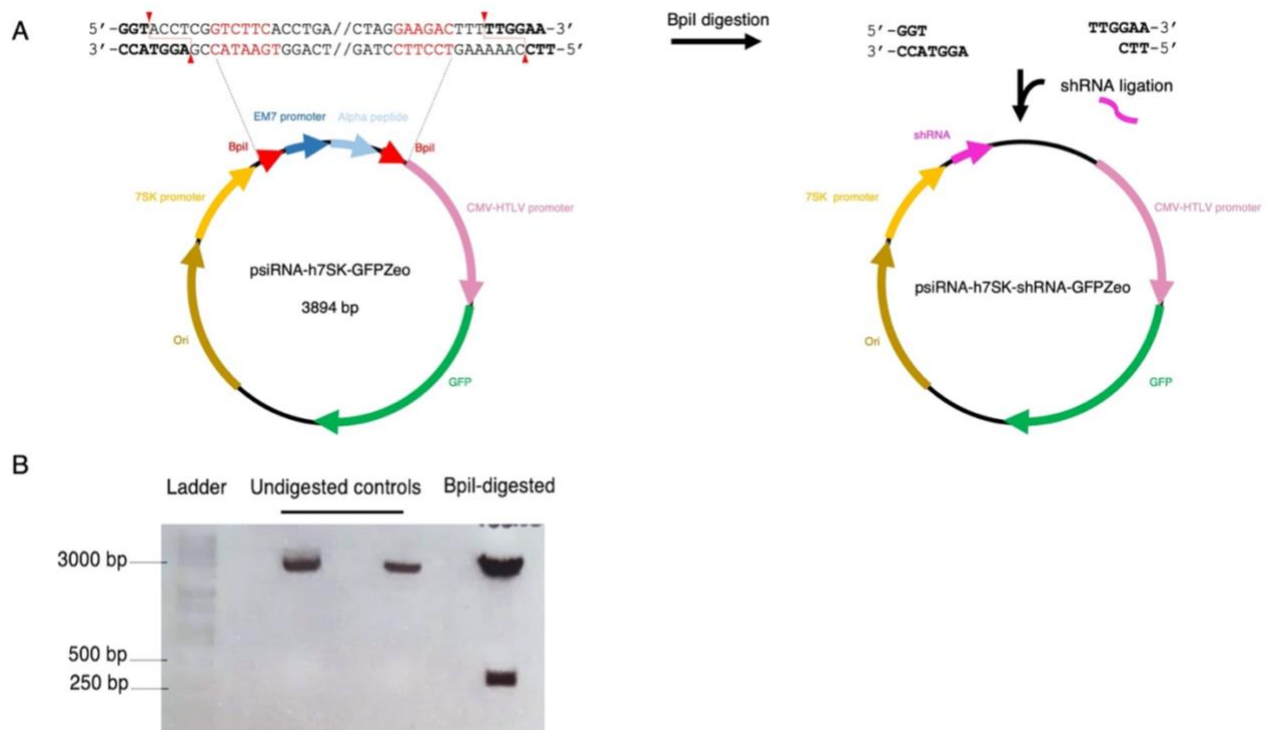 A
5'-GGTACCTCGGTCTTCACCTGA//CTAGGAAGACTTTTTGGAA-3'
3'-CCATGGAGCCATAAGTGGACT//GATCCTTCCTGAAAAACCTT-5'
BpiI digestion
5'-GGT TTGGAA-3'
3'-CCATGGA CTT-5'
shRNA ligation
EM7 promoter Alpha peptide
BpiI BpiI
shRNA
7SK promoter
CMV-HTLV promoter
7SK promoter
CMV-HTLV promoter
psiRNA-h7SK-GFPZeo
3894 bp
psiRNA-h7SK-shRNA-GFPZeo
Ori
Ori
GFP
GFP
B
Ladder Undigested controls BpiI-digested
3000 bp
500 bp
250 bp